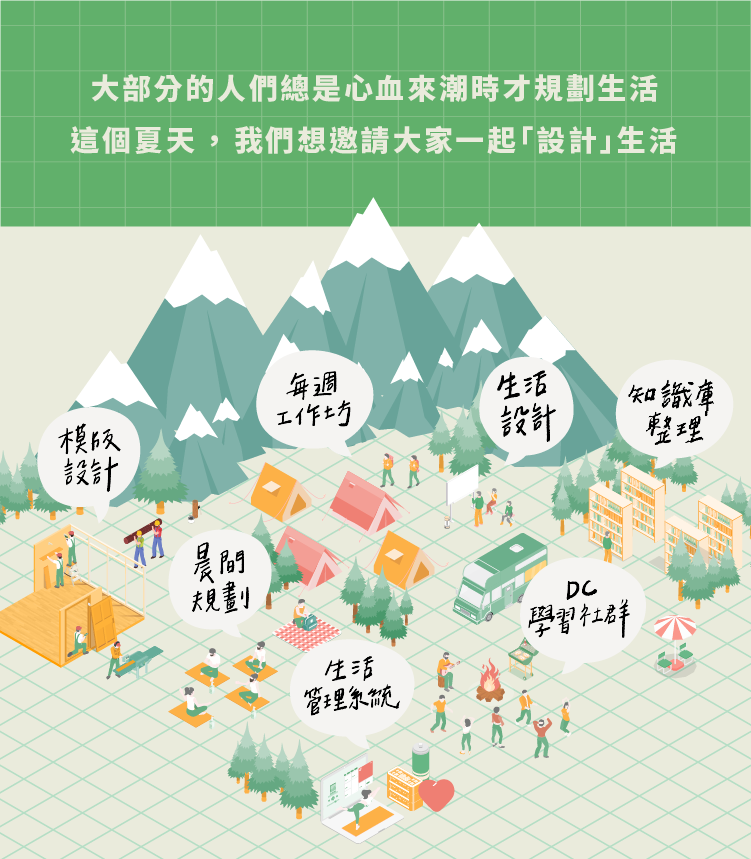 大部分的人們總是心血來潮時才規劃生活
這個夏天，我們想邀請大家一起「設計」生活
每週
工作坊
生活
設計
知識庫
整理
模版
設計
晨間
規劃
DC
學習社群
生活
管理系統